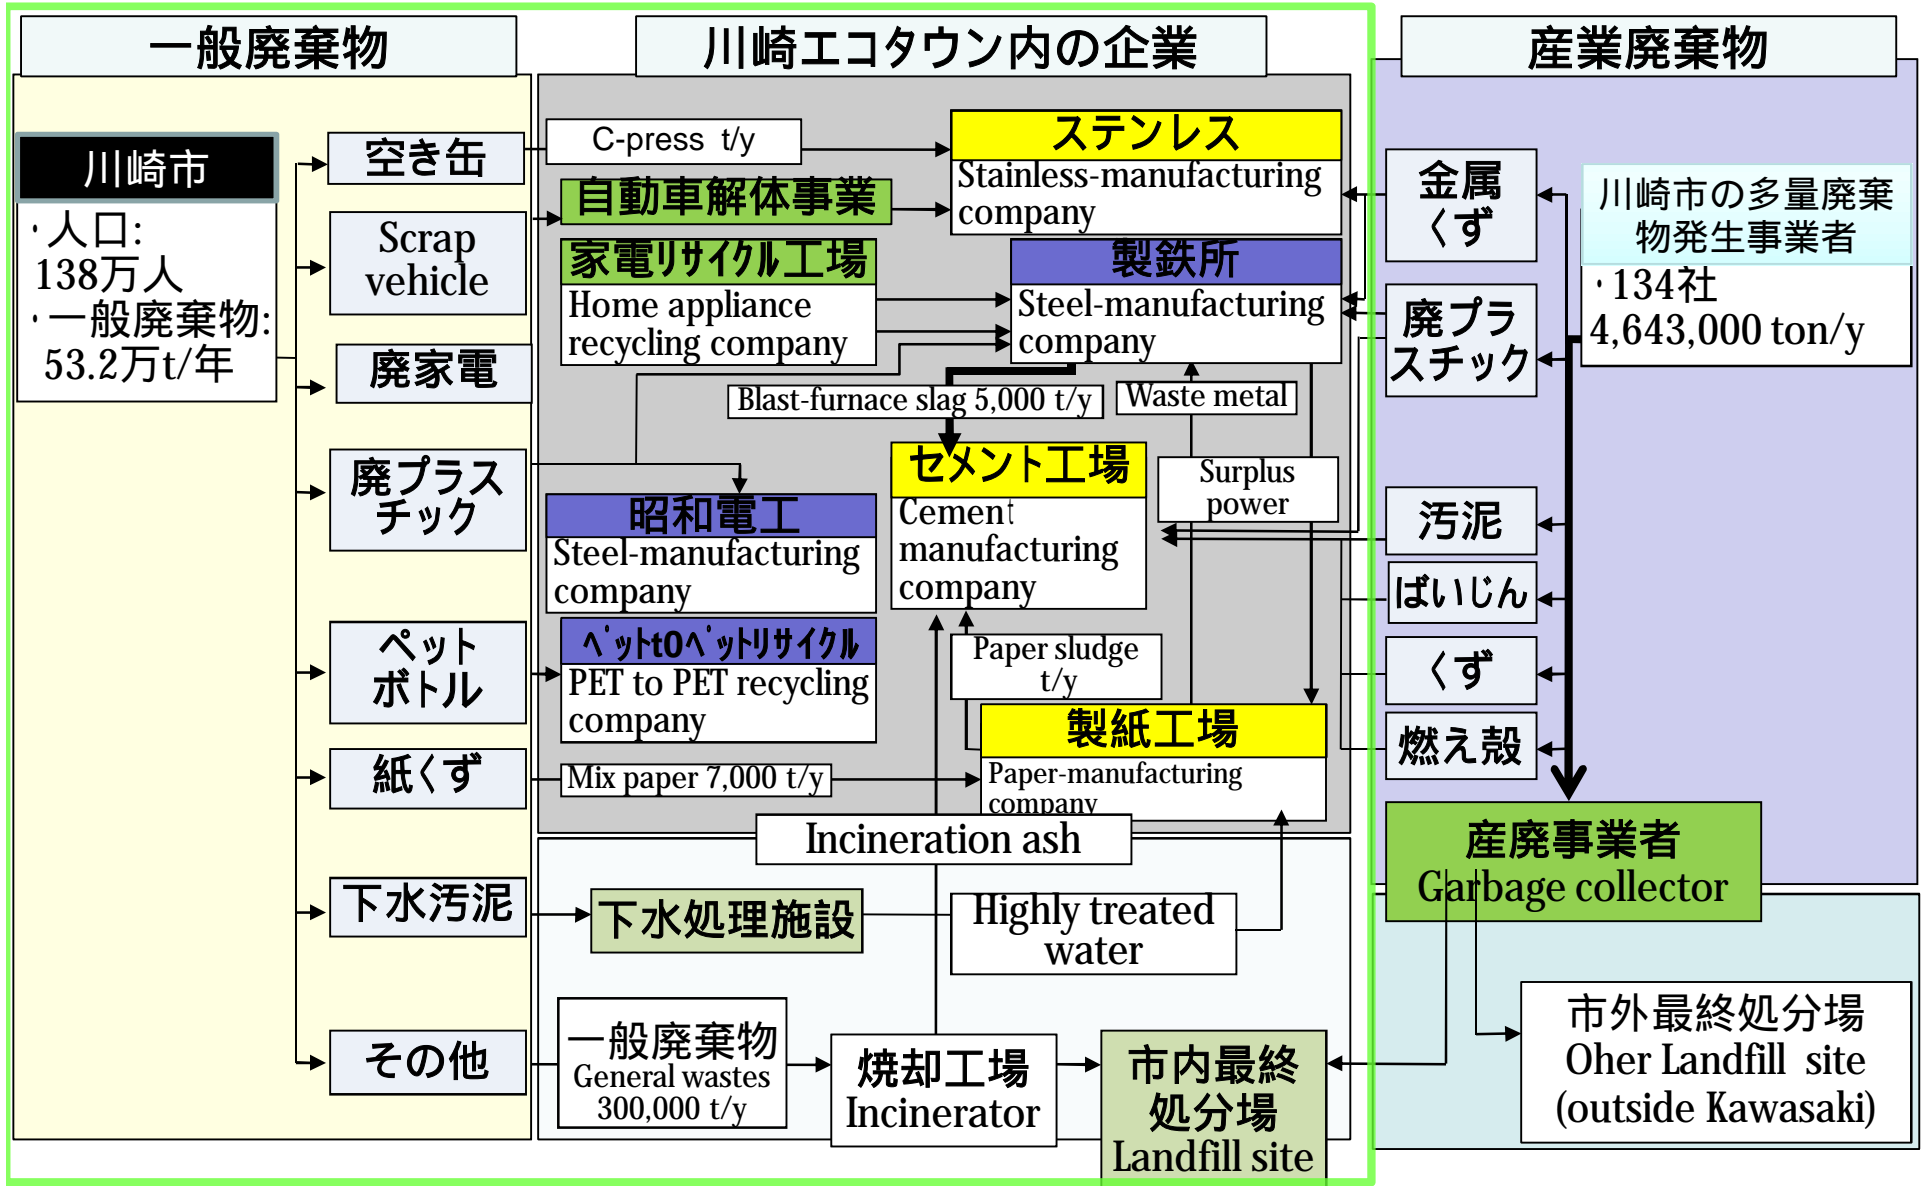 一般廃棄物
川崎エコタウン内の企業
産業廃棄物
川崎市
・人口:
138万人
・一般廃棄物:
53.2万t/年
空き缶
Scrap
vehicle
廃家電
廃プラス
チック
ペット
ボトル
紙くず
下水汚泥
その他
C-press t/y
自動車解体事業
家電リサイクル工場
Home appliance
recycling company
ステンレス
Stainless-manufacturing
company
製鉄所
Steel-manufacturing
company
Blast-furnace slag 5,000 t/y
Waste metal
セメント工場
Cement
manufacturing
company
Surplus
power
昭和電工
Steel-manufacturing
company
ペットtoペットリサイクル
PET to PET recycling
company
Paper sludge
t/y
製紙工場
Paper-manufacturing
company
Mix paper 7,000 t/y
Incineration ash
下水処理施設
Highly treated
water
一般廃棄物
General wastes
300,000 t/y
焼却工場
Incinerator
市内最終
処分場
Landfill site
金属
くず
廃プラ
スチック
汚泥
ばいじん
くず
燃え殻
川崎市の多量廃棄
物発生事業者
・134社
4,643,000 ton/y
産廃事業者
Garbage collector
市外最終処分場
Oher Landfill site
(outside Kawasaki)